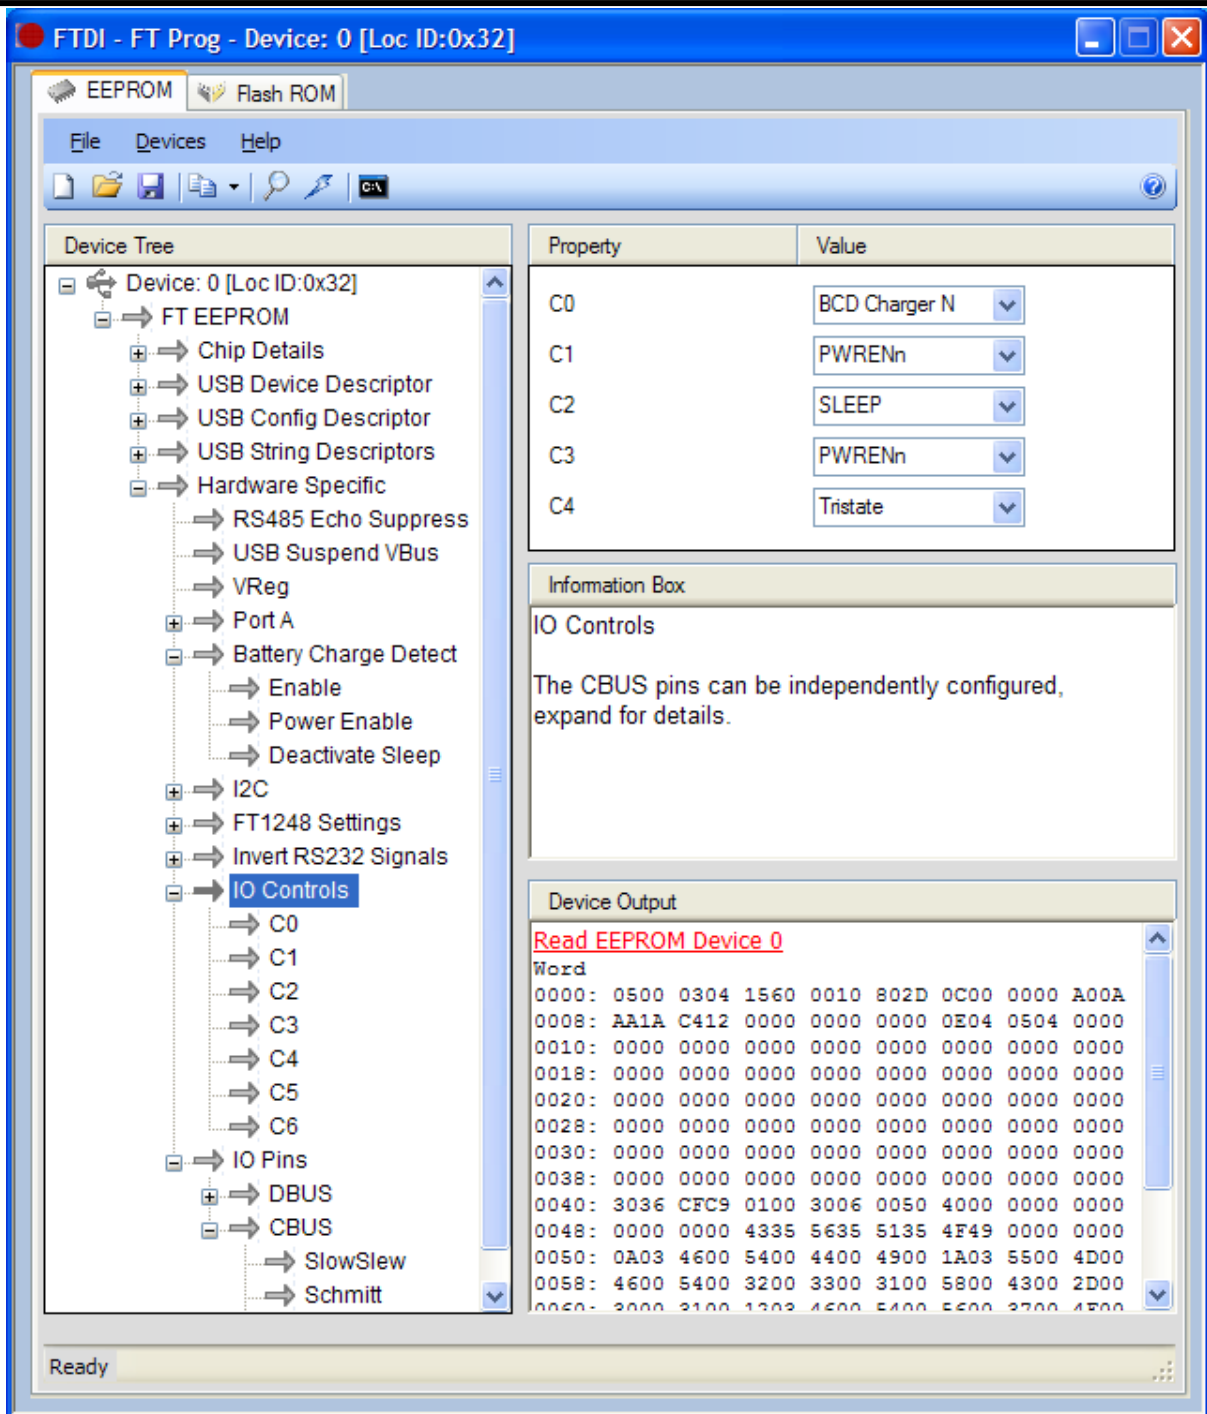 FTDI - FT Prog - Device: 0 [Loc ID:0x32]
EEPROM
Flash ROM
File Devices Help
C:\
Device Tree
Device: 0 [Loc ID:0x32]
FT EEPROM
Chip Details
USB Device Descriptor
USB Config Descriptor
USB String Descriptors
Hardware Specific
RS485 Echo Suppress
USB Suspend VBus
VReg
Port A
Battery Charge Detect
Enable
Power Enable
Deactivate Sleep
I2C
FT1248 Settings
Invert RS232 Signals
IO Controls
C0
C1
C2
C3
C4
C5
C6
IO Pins
DBUS
CBUS
SlowSlew
Schmitt
Property Value
C0 BCD Charger N
C1 PWRENn
C2 SLEEP
C3 PWRENn
C4 Tristate
Information Box
IO Controls
The CBUS pins can be independently configured,
expand for details.
Device Output
Read EEPROM Device 0
Word
0000: 0500 0304 1560 0010 802D 0C00 0000 A00A
0008: AA1A C412 0000 0000 0000 0E04 0504 0000
0010: 0000 0000 0000 0000 0000 0000 0000 0000
0018: 0000 0000 0000 0000 0000 0000 0000 0000
0020: 0000 0000 0000 0000 0000 0000 0000 0000
0028: 0000 0000 0000 0000 0000 0000 0000 0000
0030: 0000 0000 0000 0000 0000 0000 0000 0000
0038: 0000 0000 0000 0000 0000 0000 0000 0000
0040: 3036 CFC9 0100 3006 0050 4000 0000 0000
0048: 0000 0000 4335 5635 5135 4F49 0000 0000
0050: 0A03 4600 5400 4400 4900 1A03 5500 4D00
0058: 4600 5400 3200 3300 3100 5800 4300 2D00
0060: 3000 3100 1203 4600 5400 5600 3700 4F00
Ready